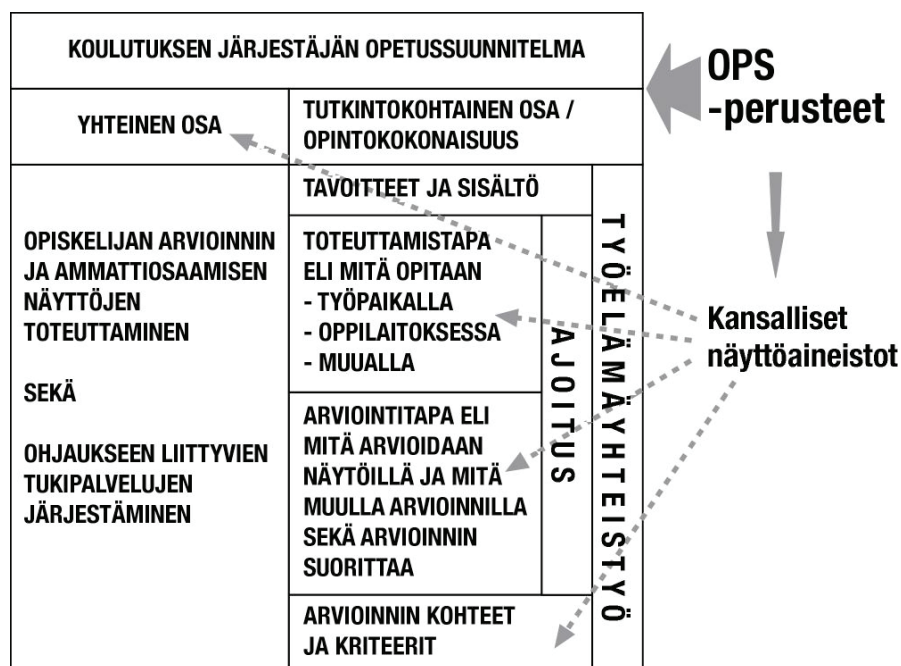 KOULUTUKSEN JÄRJESTÄJÄN OPETUSSUUNNITELMA
YHTEINEN OSA
TUTKINTOKOHTAINEN OSA /
OPINTOKOKONAISUUS
OPISKELIJAN ARVIOINNIN
JA AMMATTIOSAAMISEN
NÄYTTÖJEN
TOTEUTTAMINEN
SEKÄ
OHJAUKSEEN LIITTYVIEN
TUKIPALVELUJEN
JÄRJESTÄMINEN
TAVOITTEET JA SISÄLTÖ
TOTEUTTAMISTAPA
ELI MITÄ OPITAAN
- TYÖPAIKALLA
- OPPILAITOKSESSA
- MUUALLA
ARVIOINTITAPA ELI
MITÄ ARVIOIDAAN
NÄYTÖILLÄ JA MITÄ
MUULLA ARVIOINNILLA
SEKÄ ARVIOINNIN
SUORITTAA
ARVIOINNIN KOHTEET
JA KRITEERIT
AJOITUS
TYÖELÄMÄYHTEISTYÖ
OPS
-perusteet
Kansalliset
näyttöaineistot